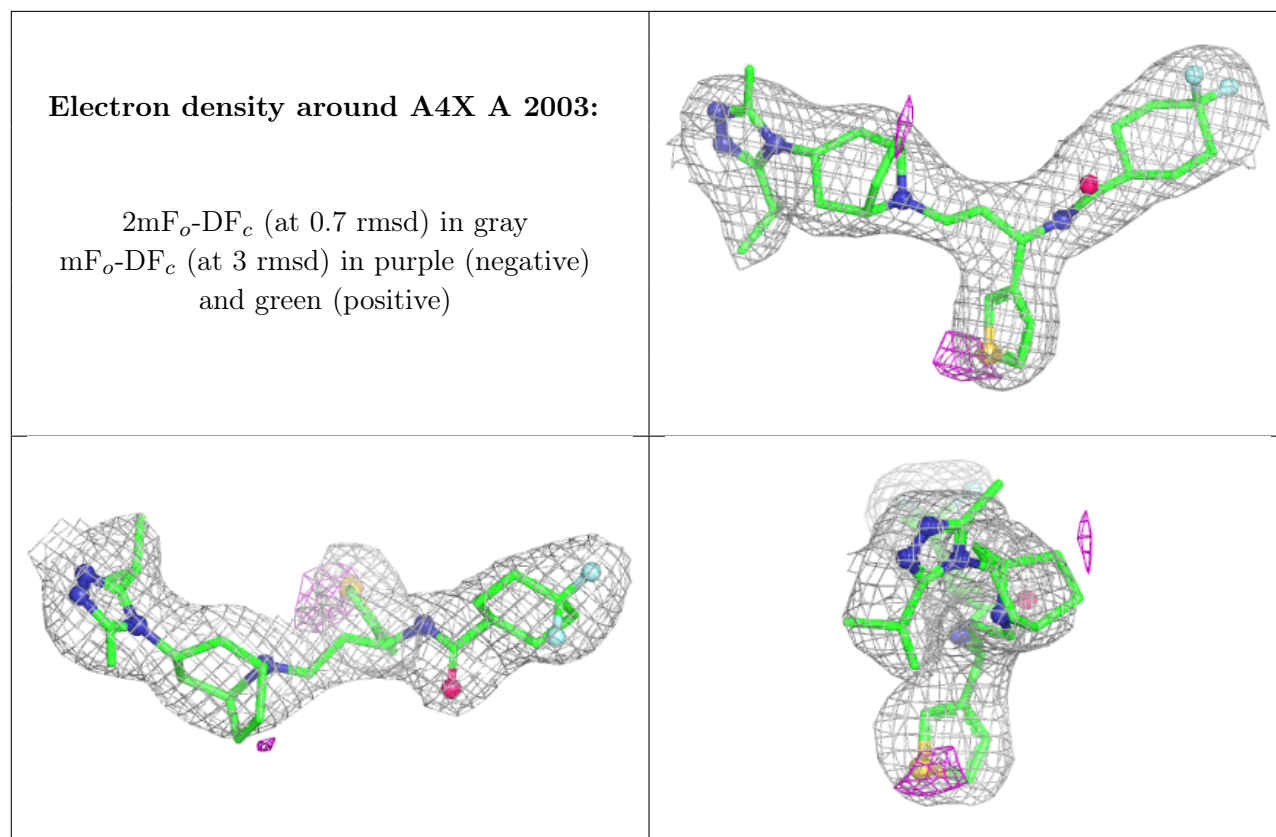 Electron density around A4X A 2003:
2mFo-DFc (at 0.7 rmsd) in gray
mFo-DFc (at 3 rmsd) in purple (negative)
and green (positive)